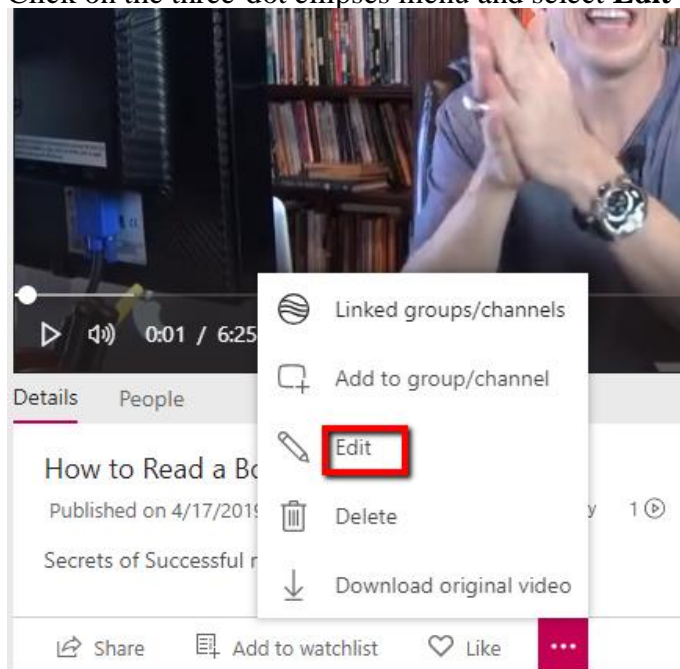 Click on the three-dot ellipses menu and select Edit
0:01 / 6:25
Linked groups/channels
Add to group/channel
Edit
Delete
Download original video
Details People
How to Read a Bo
Published on 4/17/2019
y 1
Secrets of Successful r
Share Add to watchlist Like